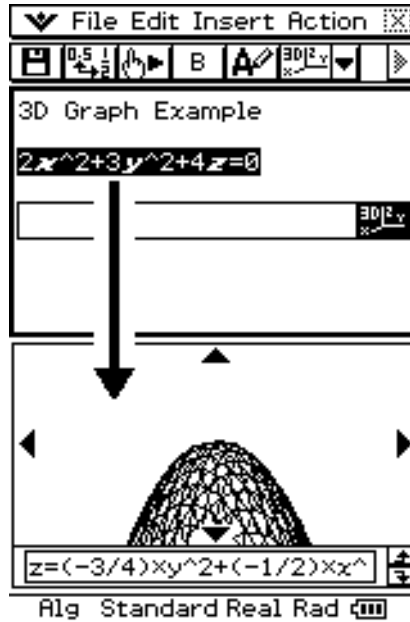 File Edit Insert Action
B
3D Graph Example
2x^2+3y^2+4z=0
z=(-3/4)×y^2+(-1/2)×x^
Alg Standard Real Rad